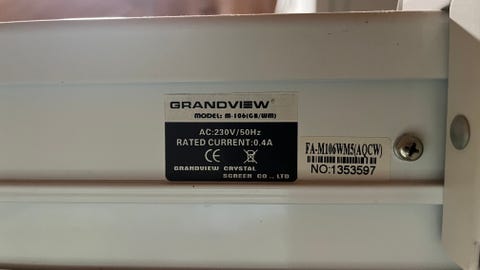 GRANDVIEW®
MODEL: M-106(GB/WM)
AC:230V/50Hz
RATED CURRENT:0.4A
CE
GRANDVIEW CRYSTAL
SCREEN CO., LTD
FA-M106WM5(AQCW)
NO:1353597